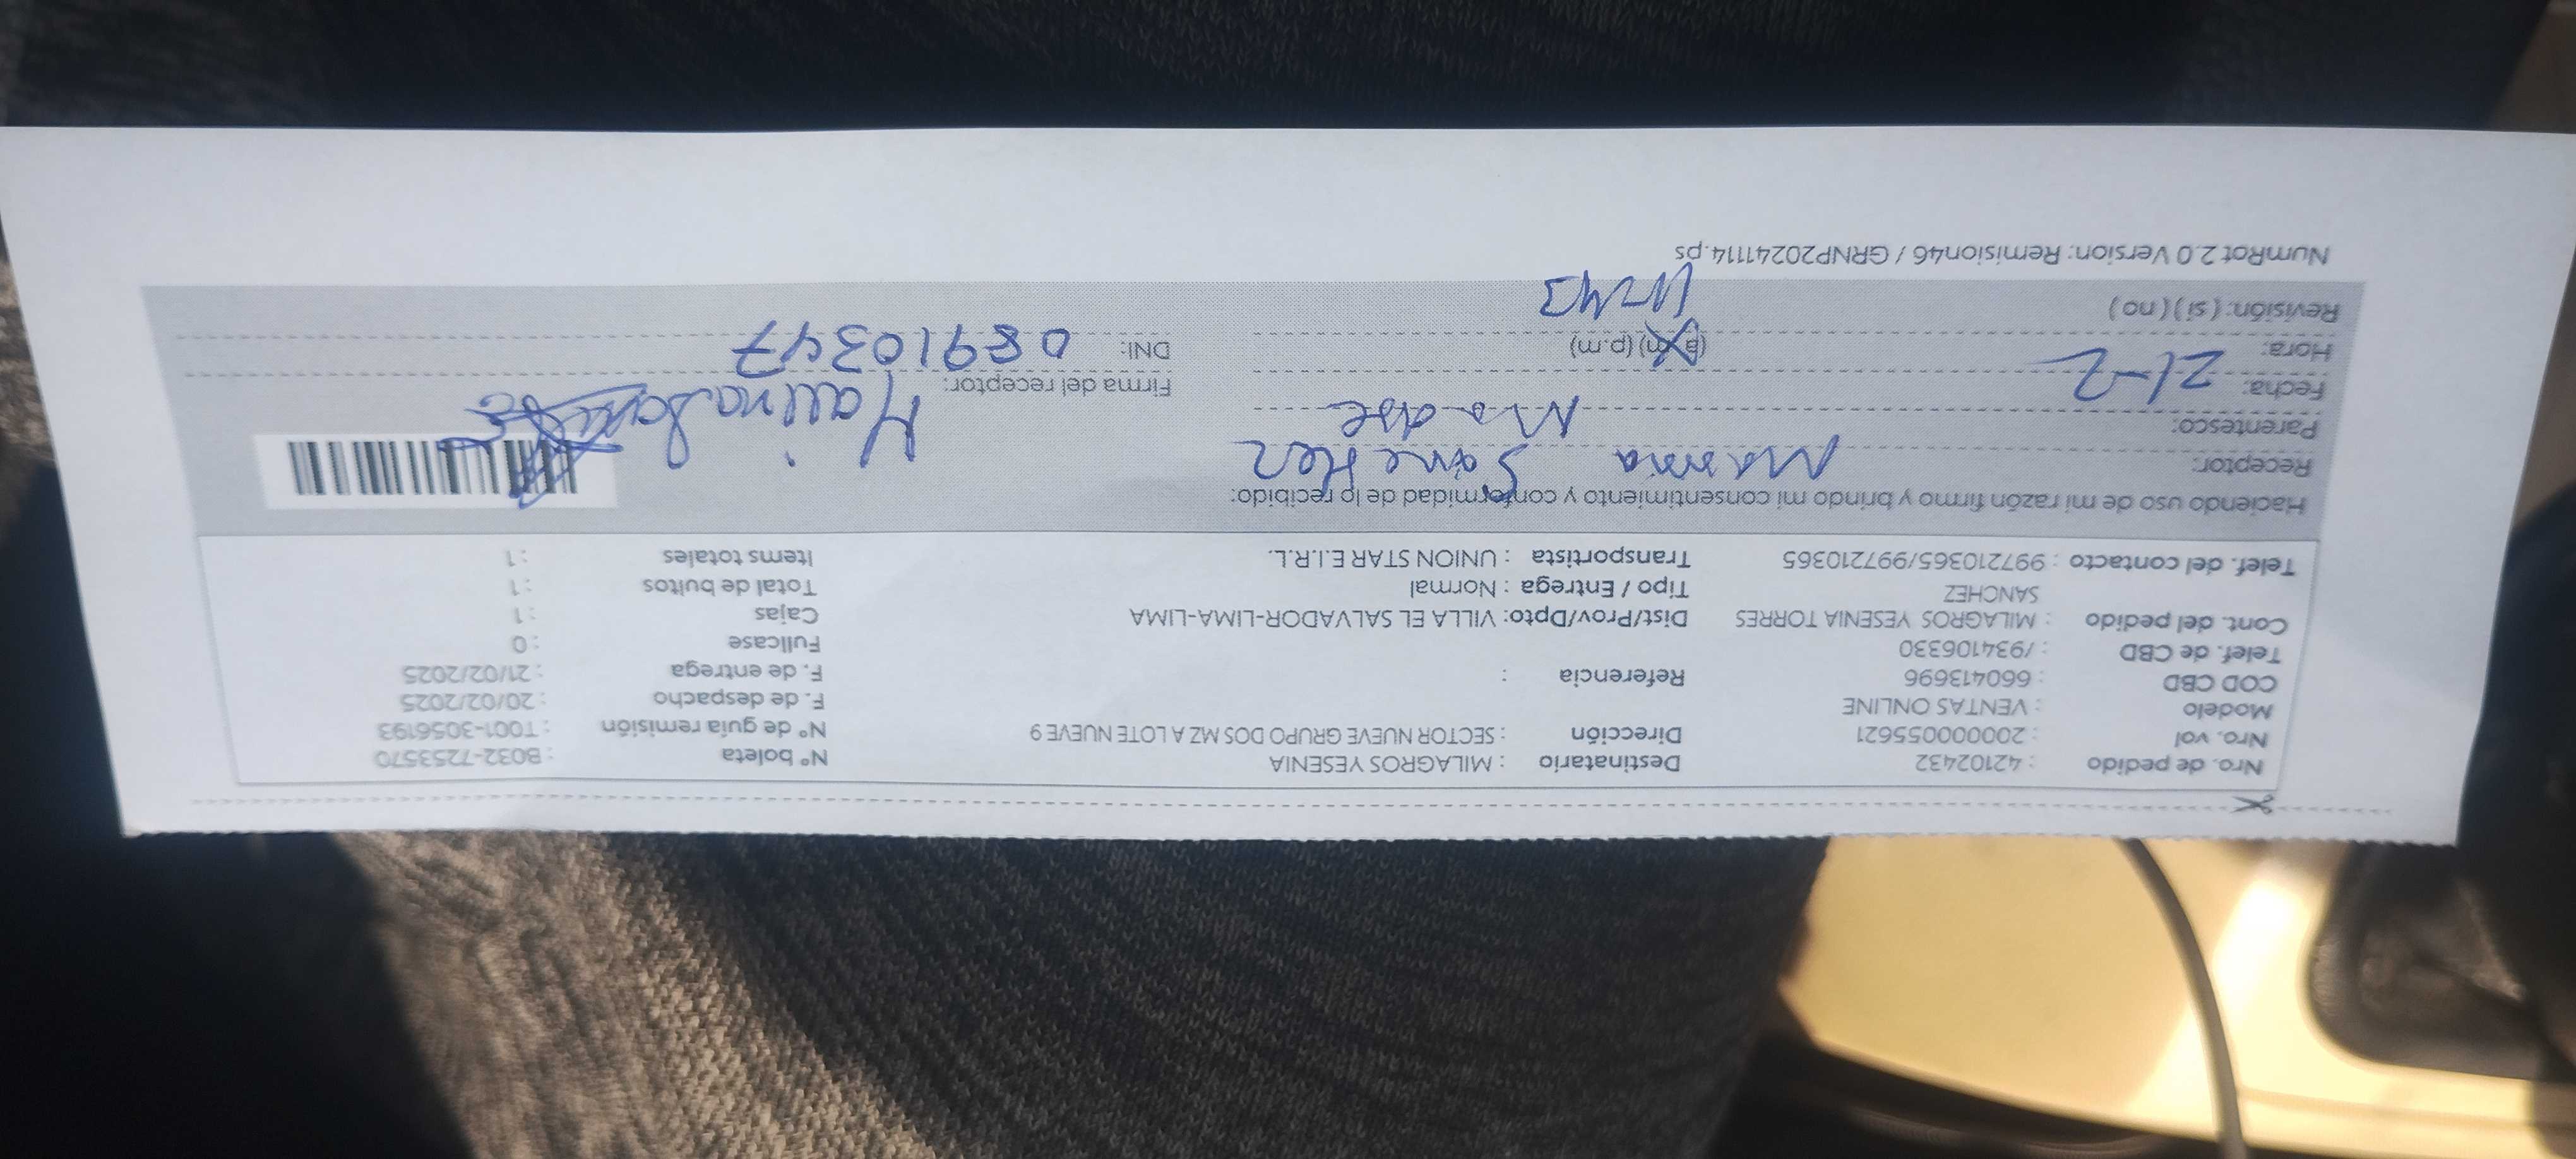 Nro. de pedido : 42102432 Destinatario : MILAGROS YESENIA N° boleta : B032-7253570
Nro. vol : 2000055621 Dirección : SECTOR NUEVE GRUPO DOS MZ A LOTE NUEVE 9 N° de guía remisión : T001-3056193
Modelo : VENTAS ONLINE F. de despacho : 20/02/2025
COD CBD : 660413696 Referencia : F. de entrega : 21/02/2025
Telef. de CBD : /934106330 Fullcase : 0
Cont. del pedido : MILAGROS YESENIA TORRES Dist/Prov/Dpto: VILLA EL SALVADOR-LIMA-LIMA Cajas : 1
SANCHEZ Tipo / Entrega : Normal Total de bultos : 1
Telef. del contacto : 997210365/997210365 Transportista : UNION STAR E.I.R.L. Items totales : 1
Haciendo uso de mi razón firmo y brindo mi consentimiento y conformidad de lo recibido:
Receptor:
Parentesco: Madre
Fecha: 21-2 Firma del receptor:
Hora: (a.m) (p.m) DNI: 08910347
Revisión: (si) (no) 11-43
NumRot 2.0 Version: Remision46 / GRNP20241114.ps